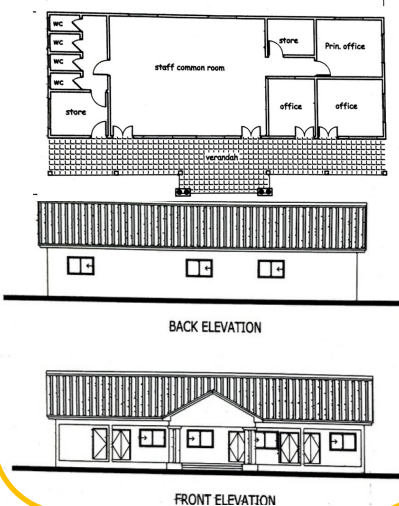 WC
WC
WC
WC
store
staff common room
store
Prin. office
office
office
verandah
BACK ELEVATION
FRONT ELEVATION